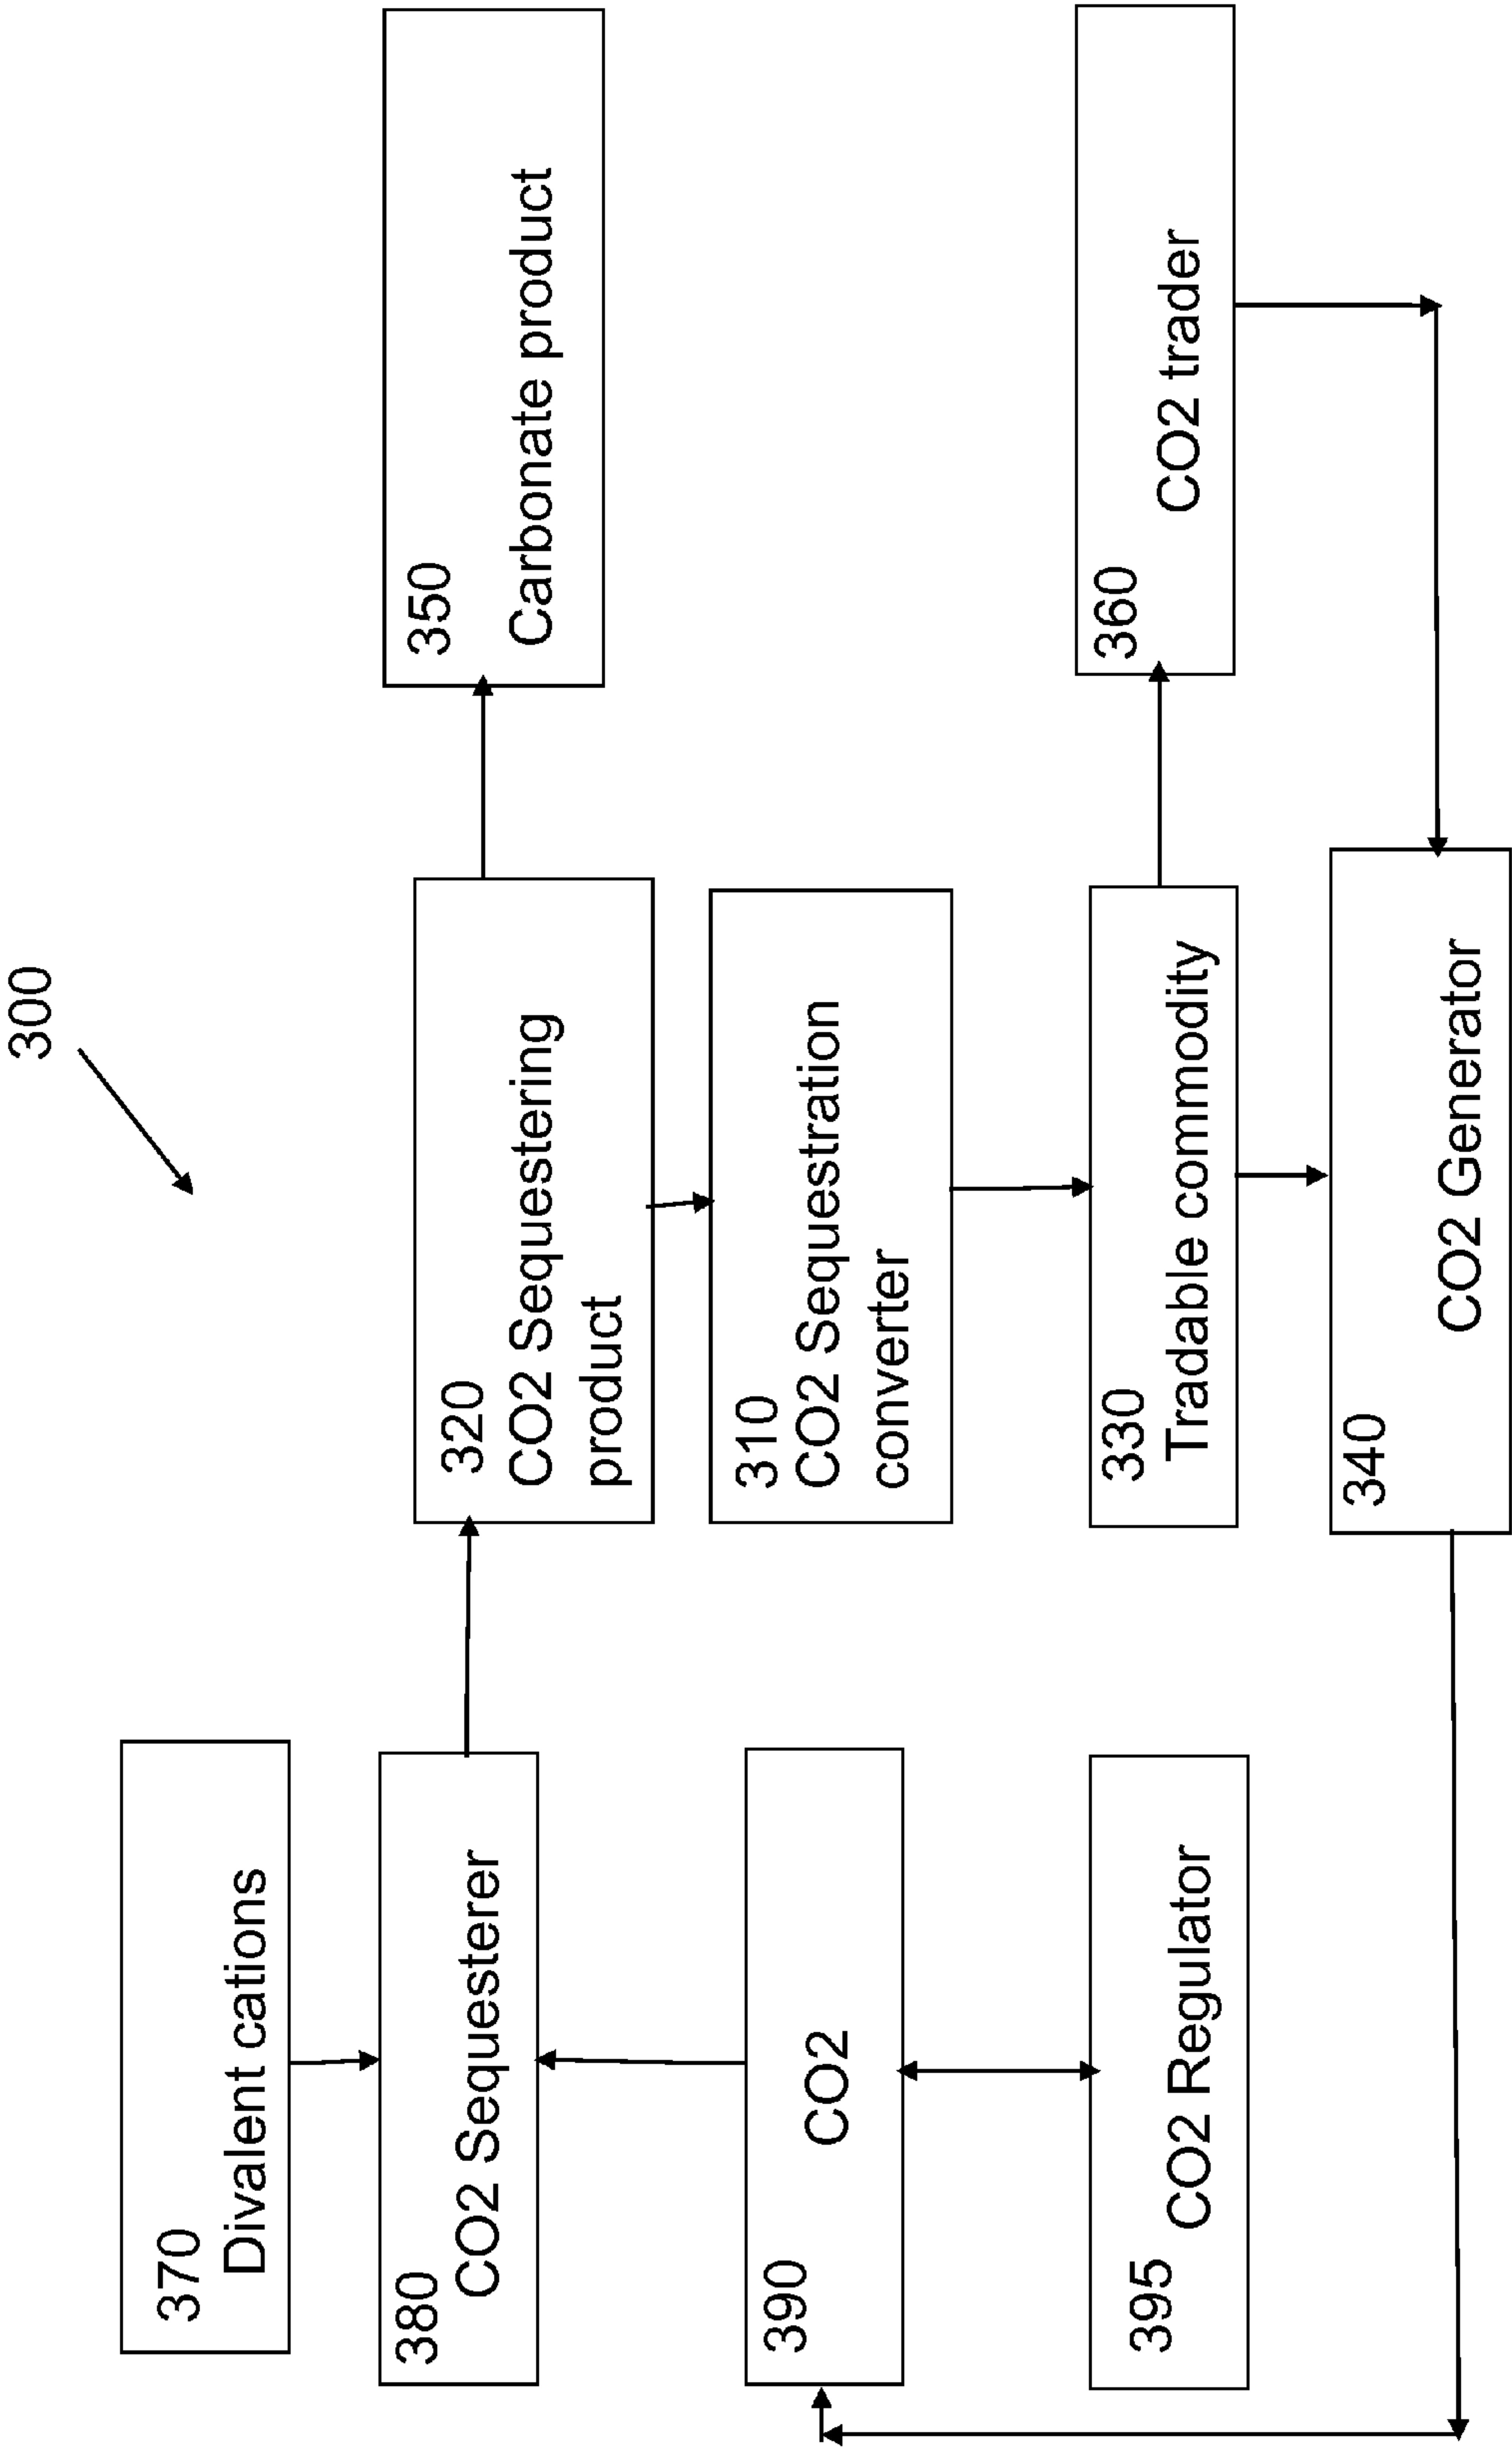 300
370
Divalent cations
380
CO2 Sequesterer
390
CO2
395
CO2 Regulator
320
CO2 Sequestering
product
310
CO2 Sequestration
converter
330
Tradable commodity
340
CO2 Generator
350
Carbonate product
360
CO2 trader